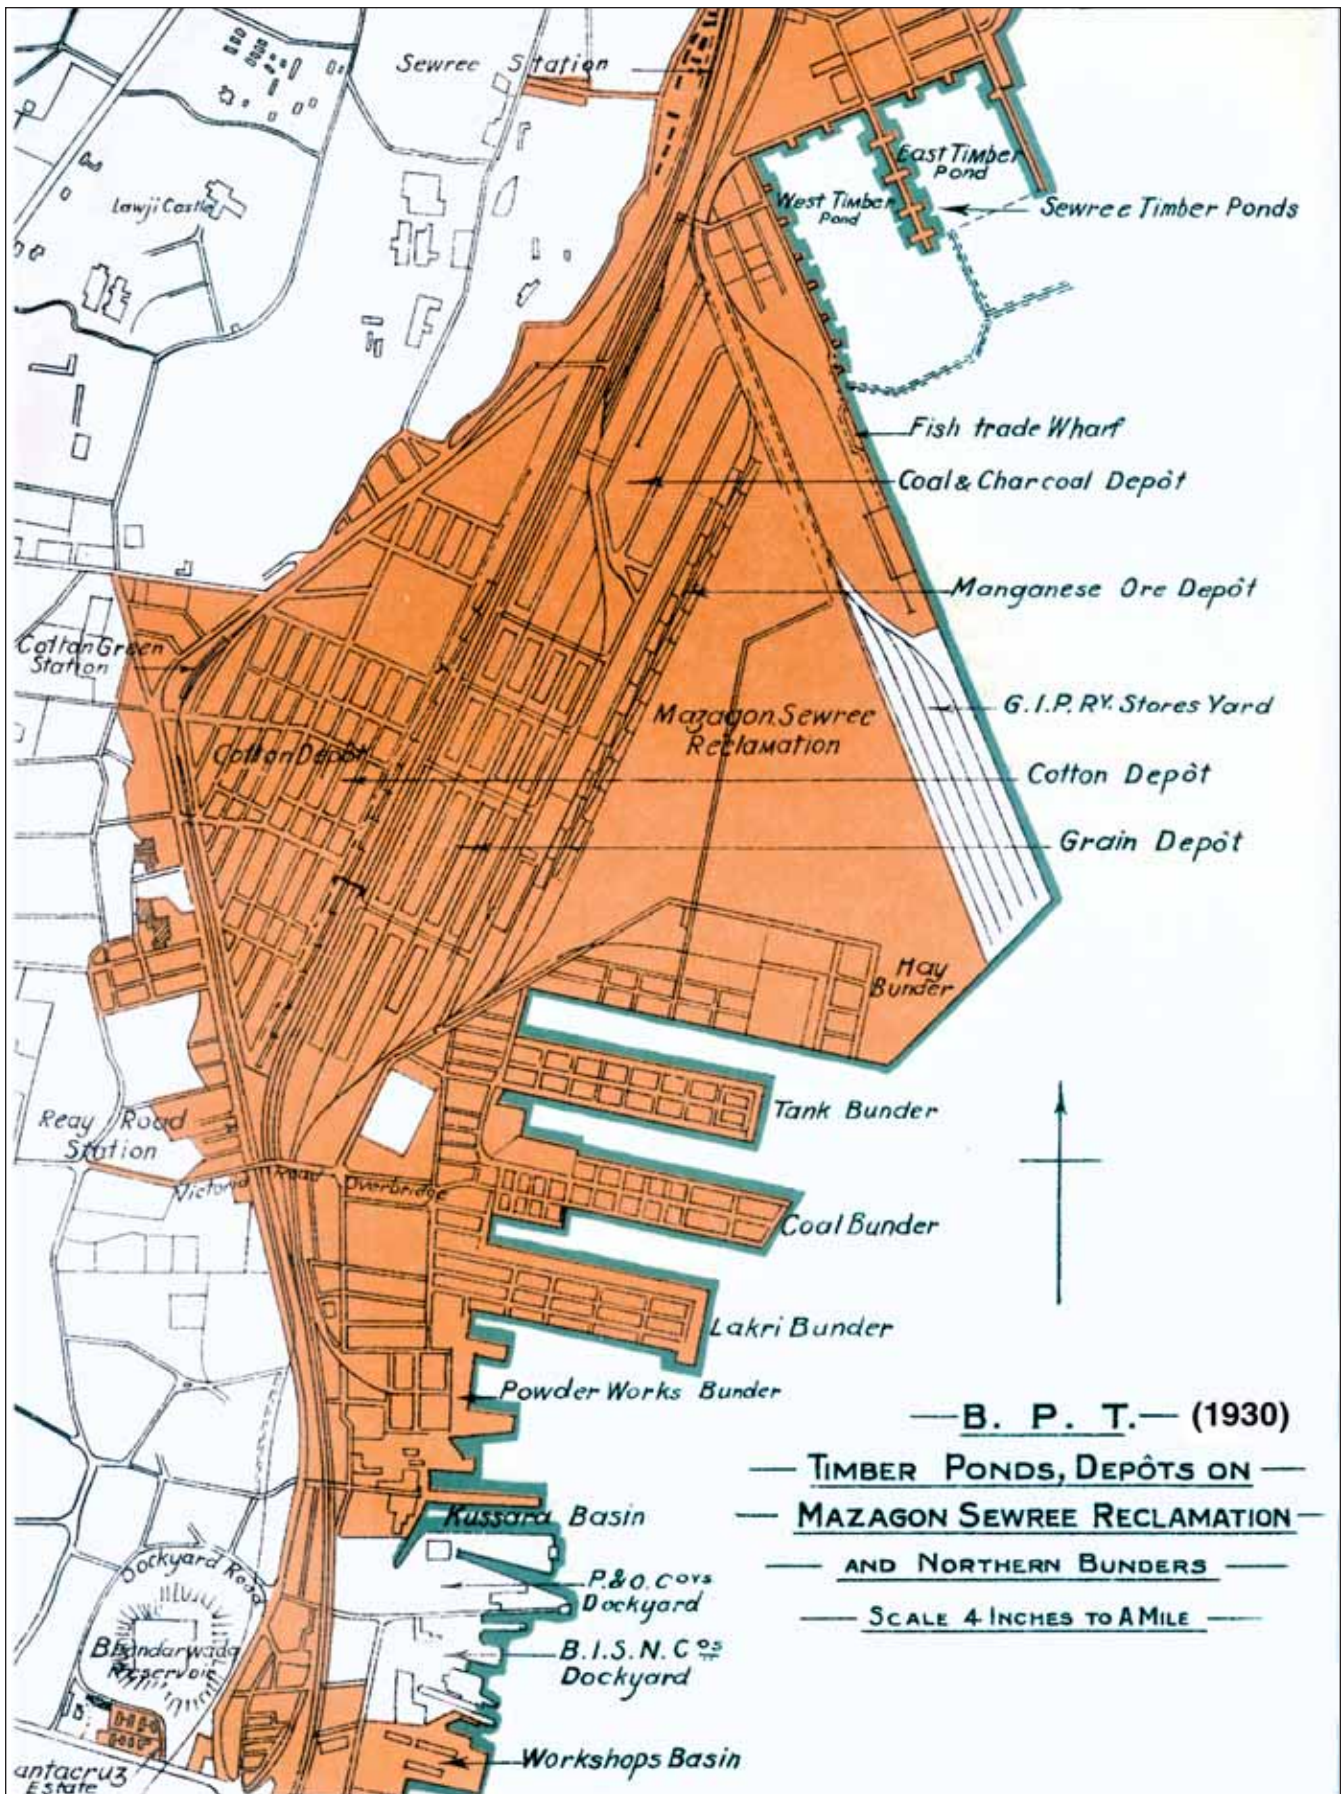 Sewree Station
East Timber
Pond
West Timber
Pond
Sewree Timber Ponds
Lawji Castle
Fish trade Wharf
Coal & Charcoal Depôt
Manganese Ore Depôt
Cotton Green
Station
G.I.P. Ry. Stores Yard
Mazagon Sewree
Reclamation
Cotton Depôt
Cotton Depôt
Grain Depôt
Hay
Bunder
Tank Bunder
Reay Road
Station
Victoria Road Overbridge
Coal Bunder
Lakri Bunder
Powder Works Bunder
B. P. T. (1930)
TIMBER PONDS, DEPÔTS ON
MAZAGON SEWREE RECLAMATION
AND NORTHERN BUNDERS
SCALE 4 INCHES TO A MILE
Kussara Basin
Dockyard Road
P.&O. Coys
Dockyard
Bhandarwada
Reservoir
B.I.S.N. Cos
Dockyard
Workshops Basin
antacruz
Estate